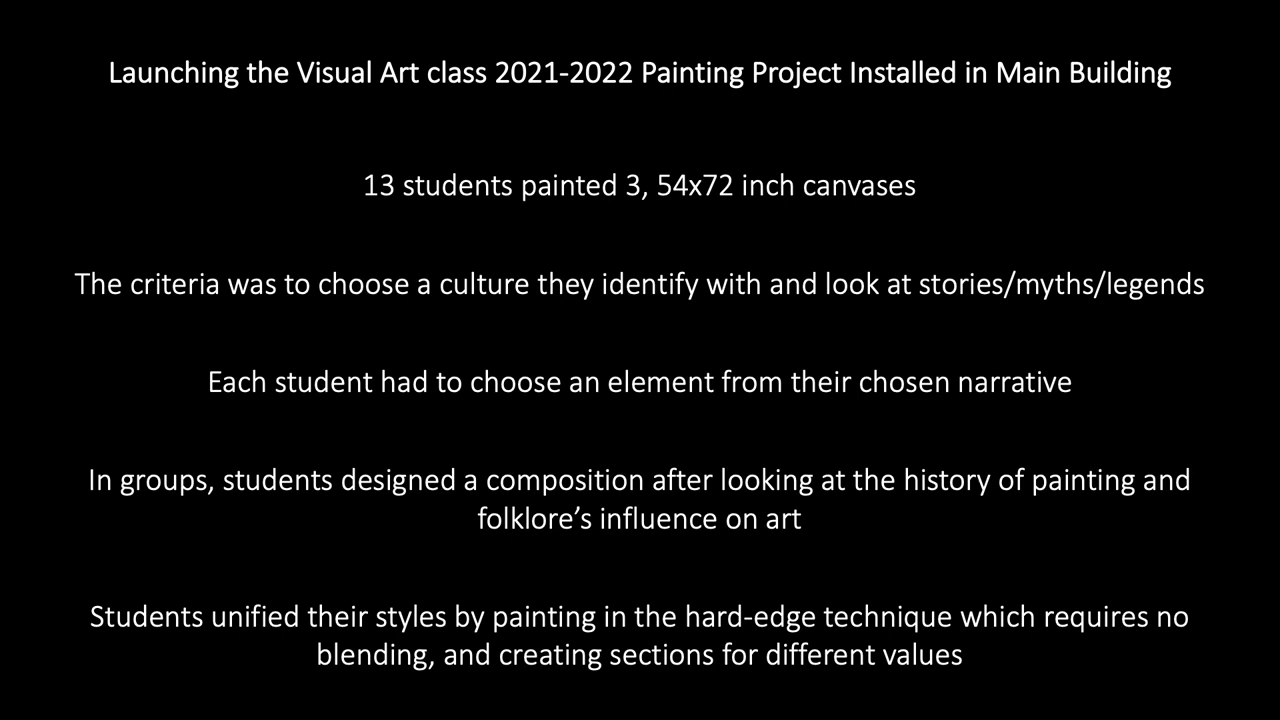 Launching the Visual Art class 2021-2022 Painting Project Installed in Main Building
13 students painted 3, 54x72 inch canvases
The criteria was to choose a culture they identify with and look at stories/myths/legends
Each student had to choose an element from their chosen narrative
In groups, students designed a composition after looking at the history of painting and
folklore’s influence on art
Students unified their styles by painting in the hard-edge technique which requires no
blending, and creating sections for different values